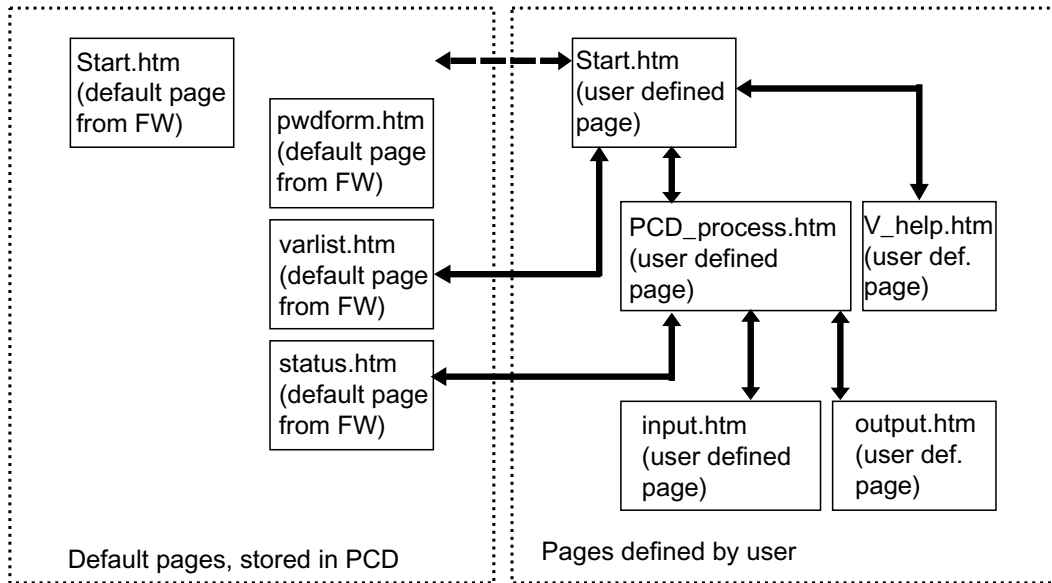 Start.htm
(default page
from FW)
pwdform.htm
(default page
from FW)
varlist.htm
(default page
from FW)
status.htm
(default page
from FW)
Default pages, stored in PCD
Start.htm
(user defined
page)
PCD_process.htm
(user defined
page)
V_help.htm
(user def.
page)
input.htm
(user defined
page)
output.htm
(user def.
page)
Pages defined by user